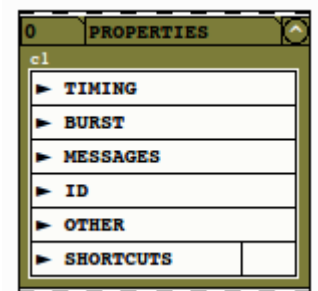 0 PROPERTIES
c1
► TIMING
► BURST
► MESSAGES
► ID
► OTHER
► SHORTCUTS